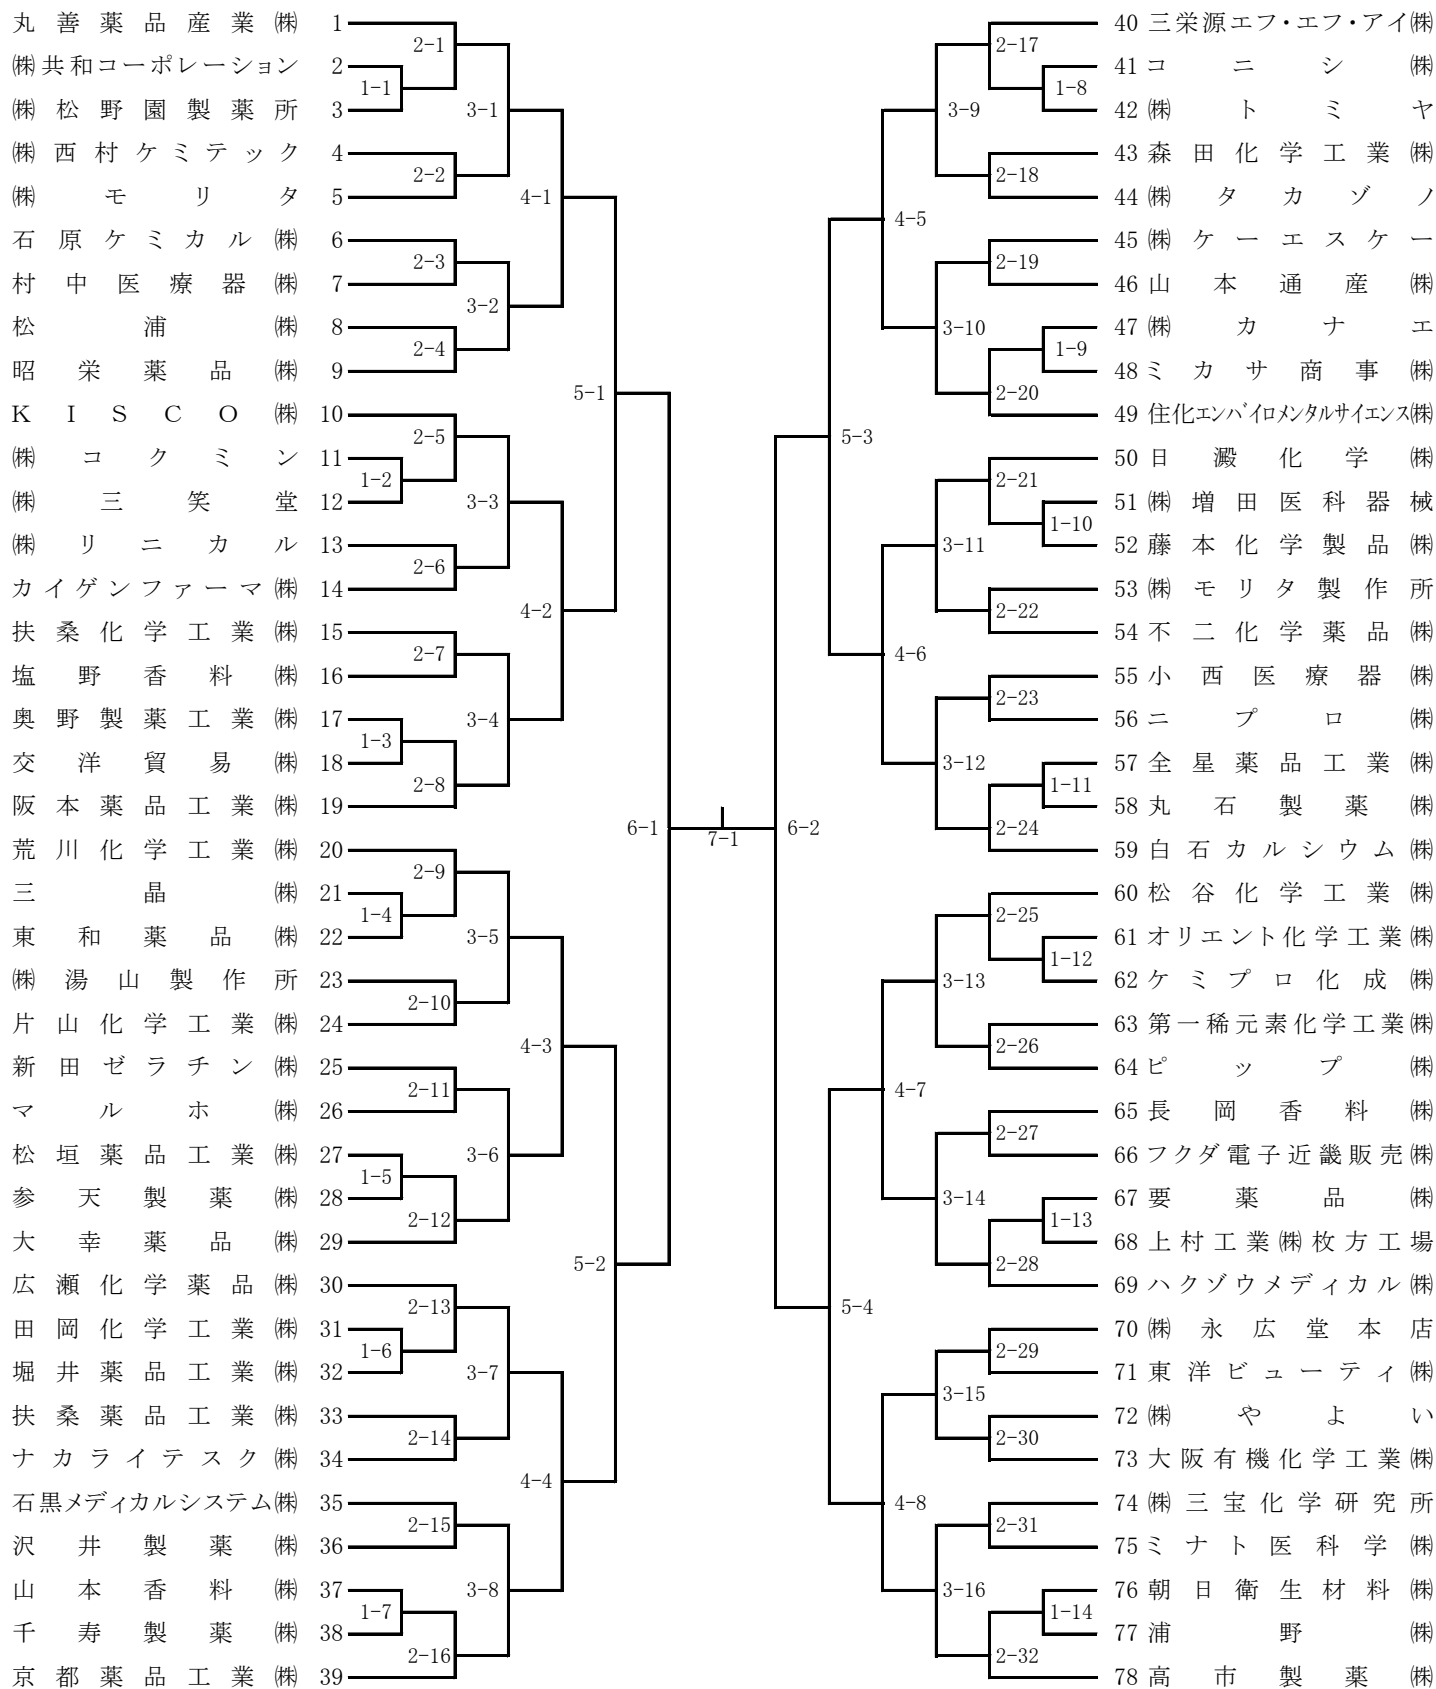 丸善薬品産業㈱ 1
㈱共和コーポレーション 2
㈱松野園製薬所 3
㈱西村ケミテック 4
㈱モリタ 5
石原ケミカル㈱ 6
村中医療器㈱ 7
松浦㈱ 8
昭栄薬品㈱ 9
KISCO㈱ 10
㈱コクミン 11
㈱三笑堂 12
㈱リニカル 13
カイゲンファーマ㈱ 14
扶桑化学工業㈱ 15
塩野香料㈱ 16
奥野製薬工業㈱ 17
交洋貿易㈱ 18
阪本薬品工業㈱ 19
荒川化学工業㈱ 20
三晶㈱ 21
東和薬品㈱ 22
㈱湯山製作所 23
片山化学工業㈱ 24
新田ゼラチン㈱ 25
マルホ㈱ 26
松垣薬品工業㈱ 27
参天製薬㈱ 28
大幸薬品㈱ 29
広瀬化学薬品㈱ 30
田岡化学工業㈱ 31
堀井薬品工業㈱ 32
扶桑薬品工業㈱ 33
ナカライテスク㈱ 34
石黒メディカルシステム㈱ 35
沢井製薬㈱ 36
山本香料㈱ 37
千寿製薬㈱ 38
京都薬品工業㈱ 39
1-1
1-2
1-3
1-4
1-5
1-6
1-7
2-1
2-2
2-3
2-4
2-5
2-6
2-7
2-8
2-9
2-10
2-11
2-12
2-13
2-14
2-15
2-16
3-1
3-2
3-3
3-4
3-5
3-6
3-7
3-8
4-1
4-2
4-3
4-4
5-1
5-2
6-1
7-1
6-2
5-3
5-4
4-5
4-6
4-7
4-8
3-9
3-10
3-11
3-12
3-13
3-14
3-15
3-16
2-17
2-18
2-19
2-20
2-21
2-22
2-23
2-24
2-25
2-26
2-27
2-28
2-29
2-30
2-31
2-32
1-8
1-9
1-10
1-11
1-12
1-13
1-14
40 三栄源エフ・エフ・アイ㈱
41 コニシ㈱
42 ㈱トミヤ
43 森田化学工業㈱
44 ㈱タカゾノ
45 ㈱ケーエスケー
46 山本通産㈱
47 ㈱カナエ
48 ミカサ商事㈱
49 住化エンバイロメンタルサイエンス㈱
50 日澱化学㈱
51 ㈱増田医科器械
52 藤本化学製品㈱
53 ㈱モリタ製作所
54 不二化学薬品㈱
55 小西医療器㈱
56 ニプロ㈱
57 全星薬品工業㈱
58 丸石製薬㈱
59 白石カルシウム㈱
60 松谷化学工業㈱
61 オリエント化学工業㈱
62 ケミプロ化成㈱
63 第一稀元素化学工業㈱
64 ピップ㈱
65 長岡香料㈱
66 フクダ電子近畿販売㈱
67 要薬品㈱
68 上村工業㈱枚方工場
69 ハクゾウメディカル㈱
70 ㈱永広堂本店
71 東洋ビューティ㈱
72 ㈱やよい
73 大阪有機化学工業㈱
74 ㈱三宝化学研究所
75 ミナト医科学㈱
76 朝日衛生材料㈱
77 浦野㈱
78 高市製薬㈱